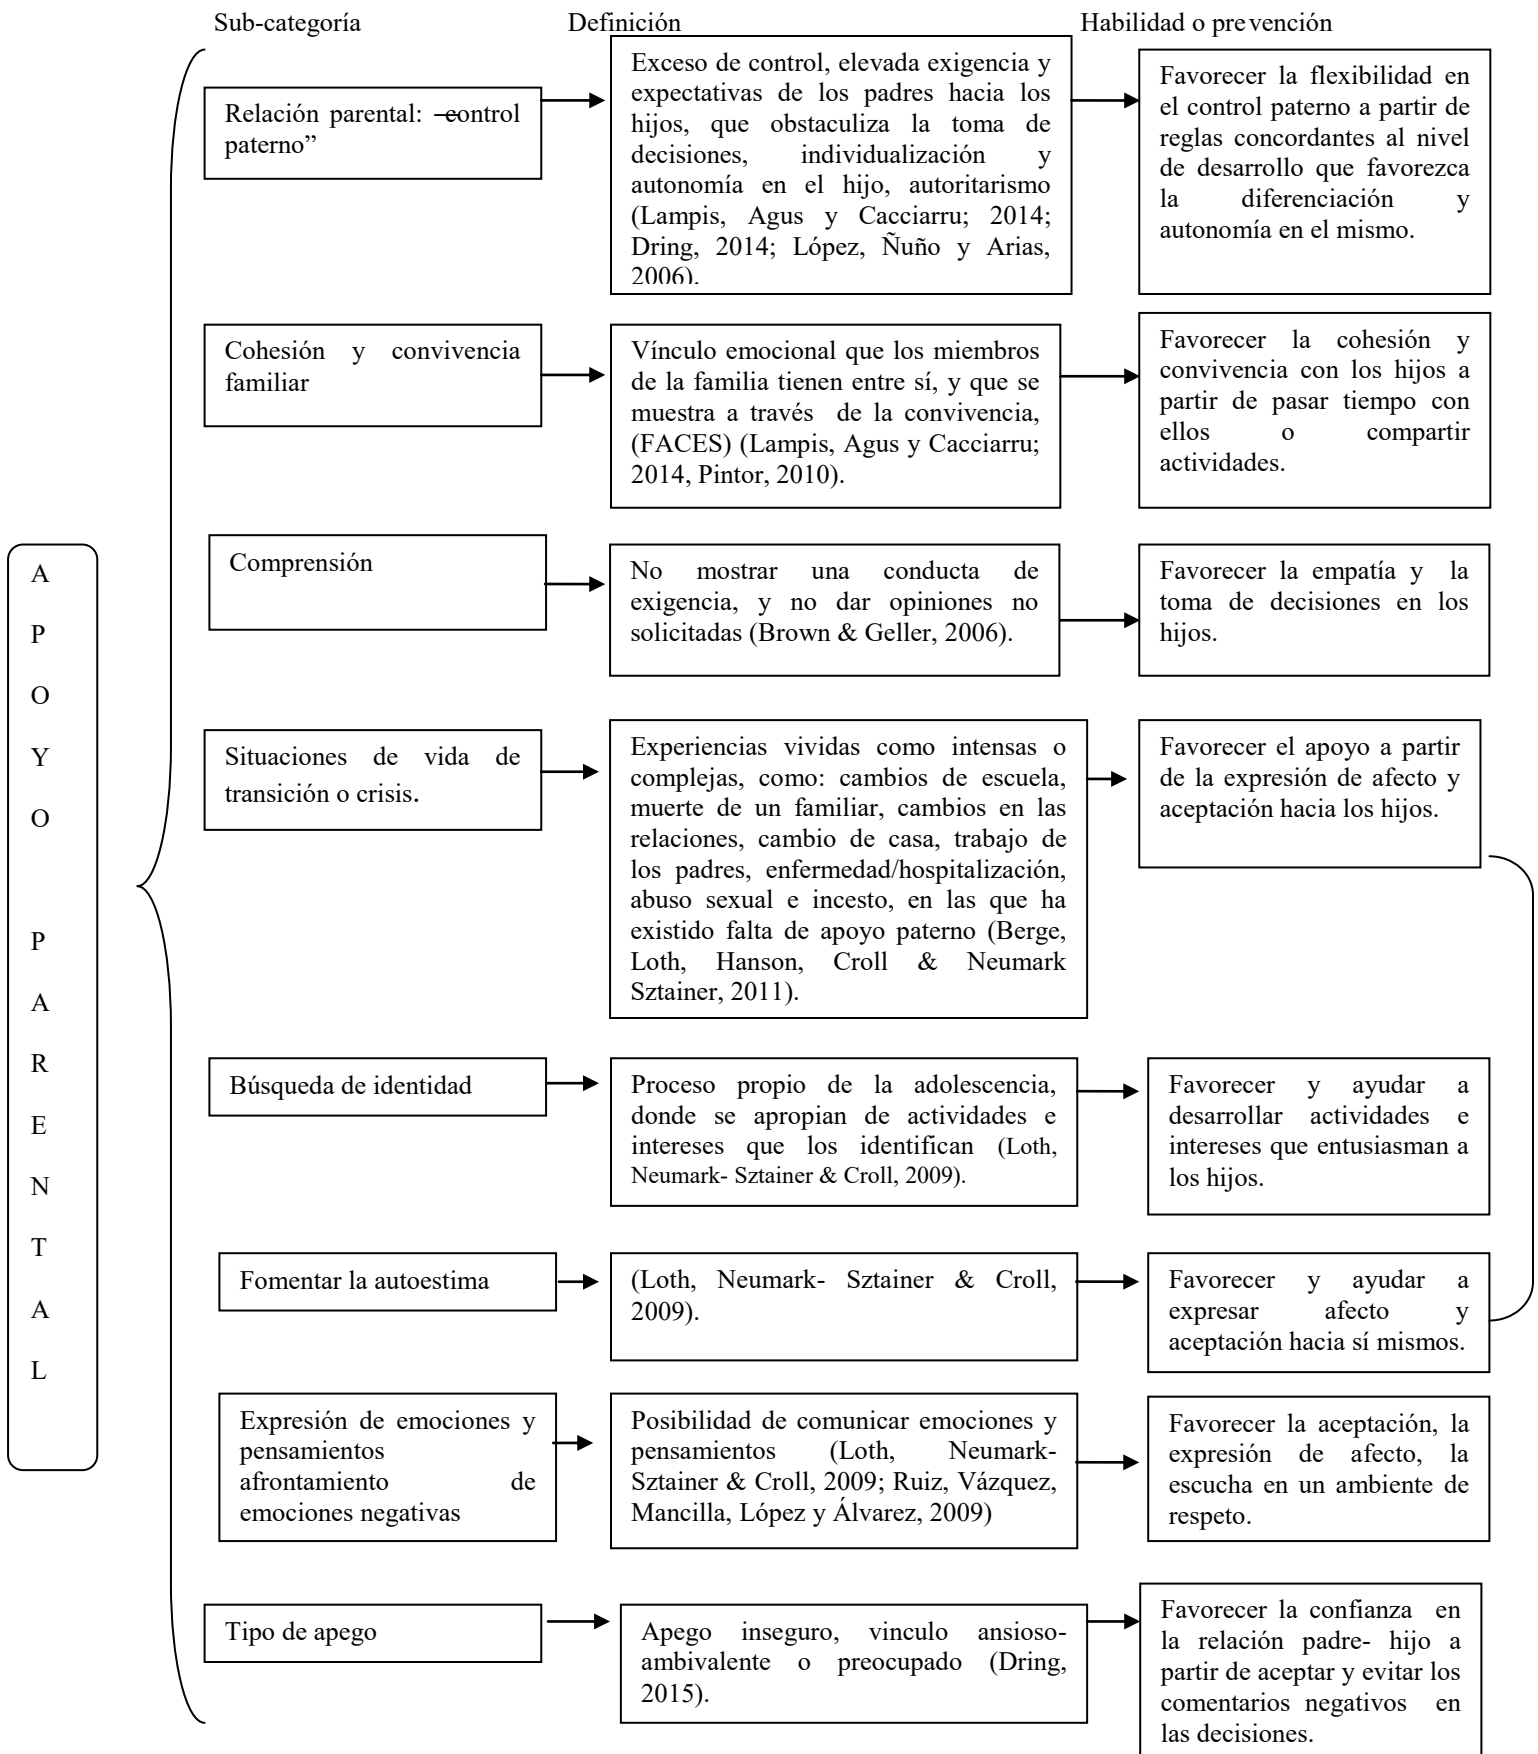 Sub-categoría
Definición
Habilidad o prevención
A
P
O
Y
O
P
A
R
E
N
T
A
L
Relación parental: ―control
paterno”
Exceso de control, elevada exigencia y
expectativas de los padres hacia los
hijos, que obstaculiza la toma de
decisiones, individualización y
autonomía en el hijo, autoritarismo
(Lampis, Agus y Cacciarru; 2014;
Dring, 2014; López, Ñuño y Arias,
2006).
Favorecer la flexibilidad en
el control paterno a partir de
reglas concordantes al nivel
de desarrollo que favorezca
la diferenciación y
autonomía en el mismo.
Cohesión y convivencia
familiar
Vínculo emocional que los miembros
de la familia tienen entre sí, y que se
muestra a través de la convivencia,
(FACES) (Lampis, Agus y Cacciarru;
2014, Pintor, 2010).
Favorecer la cohesión y
convivencia con los hijos a
partir de pasar tiempo con
ellos o compartir
actividades.
Comprensión
No mostrar una conducta de
exigencia, y no dar opiniones no
solicitadas (Brown & Geller, 2006).
Favorecer la empatía y la
toma de decisiones en los
hijos.
Situaciones de vida de
transición o crisis.
Experiencias vividas como intensas o
complejas, como: cambios de escuela,
muerte de un familiar, cambios en las
relaciones, cambio de casa, trabajo de
los padres, enfermedad/hospitalización,
abuso sexual e incesto, en las que ha
existido falta de apoyo paterno (Berge,
Loth, Hanson, Croll & Neumark
Sztainer, 2011).
Favorecer el apoyo a partir
de la expresión de afecto y
aceptación hacia los hijos.
Búsqueda de identidad
Proceso propio de la adolescencia,
donde se apropian de actividades e
intereses que los identifican (Loth,
Neumark- Sztainer & Croll, 2009).
Favorecer y ayudar a
desarrollar actividades e
intereses que entusiasman a
los hijos.
Fomentar la autoestima
(Loth, Neumark- Sztainer & Croll,
2009).
Favorecer y ayudar a
expresar afecto y
aceptación hacia sí mismos.
Expresión de emociones y
pensamientos
afrontamiento de
emociones negativas
Posibilidad de comunicar emociones y
pensamientos (Loth, Neumark-
Sztainer & Croll, 2009; Ruiz, Vázquez,
Mancilla, López y Álvarez, 2009)
Favorecer la aceptación, la
expresión de afecto, la
escucha en un ambiente de
respeto.
Tipo de apego
Apego inseguro, vinculo ansioso-
ambivalente o preocupado (Dring,
2015).
Favorecer la confianza en
la relación padre- hijo a
partir de aceptar y evitar los
comentarios negativos en
las decisiones.